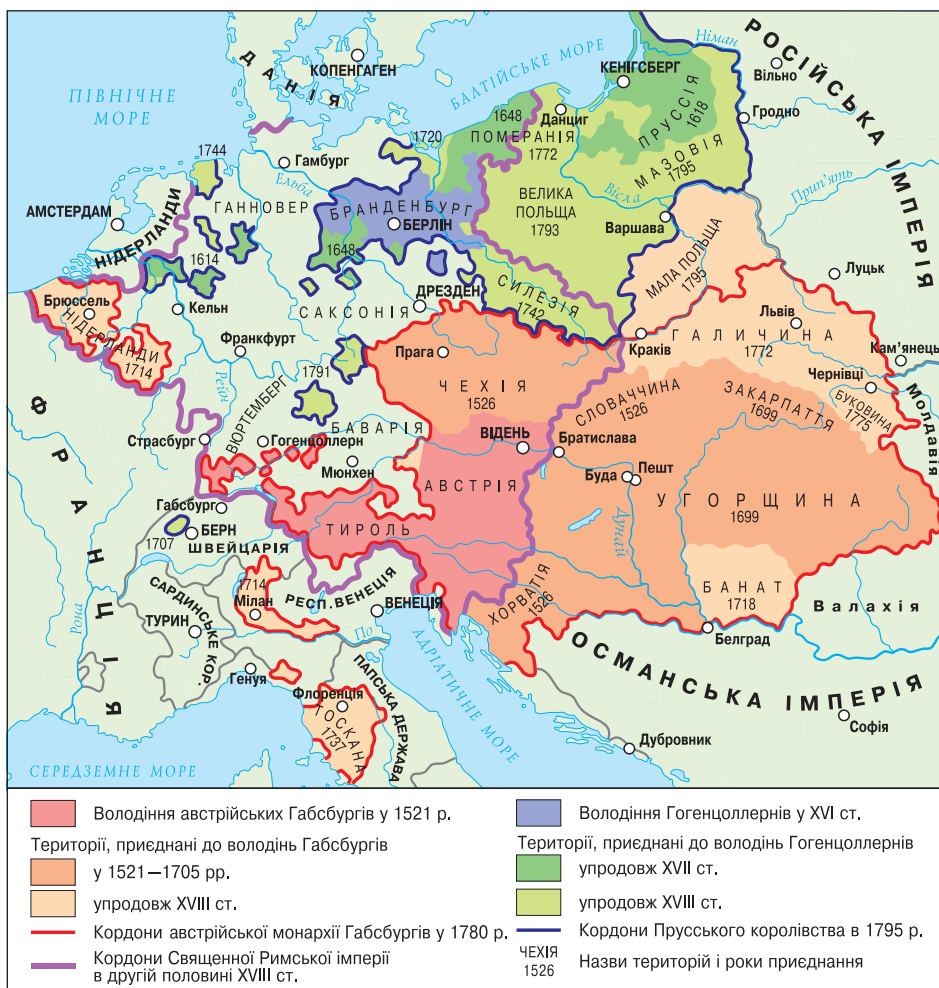 ПІВНІЧНЕ
МОРЕ
ДАНІЯ
КОПЕНГАГЕН
БАЛТІЙСЬКЕ МОРЕ
Німан
КЕНІГСБЕРГ
РОСІЙСЬКА ІМПЕРІЯ
Вільно
Гродно
1744
Гамбург
Ельба
1720
1648
ПОМЕРАНІЯ
1772
Данциг
ПРУССІЯ
1618
МАЗОВІЯ
1795
Прип'ять
АМСТЕРДАМ
НІДЕРЛАНДИ
ГАННОВЕР
БРАНДЕНБУРГ
БЕРЛІН
ВЕЛИКА
ПОЛЬЩА
1793
Вісла
Варшава
1614
1648
МАЛА ПОЛЬЩА
1795
Луцьк
Брюссель
НІДЕРЛАНДИ
1714
Кельн
САКСОНІЯ
ДРЕЗДЕН
СИЛЕЗІЯ
1742
Львів
Франкфурт
Рейн
Прага
Краків
ГАЛИЧИНА
1772
Кам'янець
ЧЕХІЯ
1526
СЛОВАЧЧИНА
1526
ЗАКАРПАТТЯ
1699
Чернівці
БУКОВИНА
1775
Молдавія
1791
ВЮРТЕМБЕРГ
Страсбург
Гогенцоллерн
БАВАРІЯ
Мюнхен
ВІДЕНЬ
Братислава
Буда
Пешт
ФРАНЦІЯ
АВСТРІЯ
УГОРЩИНА
1699
Габсбург
1707
БЕРН
ШВЕЙЦАРІЯ
ТИРОЛЬ
Дунай
БАНАТ
1718
Валахія
САРДИНСЬКЕ КОР.
1714
Мілан
РЕСП. ВЕНЕЦІЯ
ВЕНЕЦІЯ
ХОРВАТІЯ
1526
Белград
Рона
ТУРИН
По
Генуя
АДРІАТИЧНЕ МОРЕ
ОСМАНСЬКА ІМПЕРІЯ
Флоренція
ТОСКАНА
1737
ПАПСЬКА ДЕРЖАВА
Софія
Дубровник
СЕРЕДЗЕМНЕ МОРЕ
Володіння австрійських Габсбургів у 1521 р.
Території, приєднані до володінь Габсбургів
у 1521—1705 рр.
упродовж XVIII ст.
Кордони австрійської монархії Габсбургів у 1780 р.
Кордони Священної Римської імперії
в другій половині XVIII ст.
Володіння Гогенцоллернів у XVI ст.
Території, приєднані до володінь Гогенцоллернів
упродовж XVII ст.
упродовж XVIII ст.
Кордони Прусського королівства в 1795 р.
ЧЕХІЯ
1526
Назви територій і роки приєднання